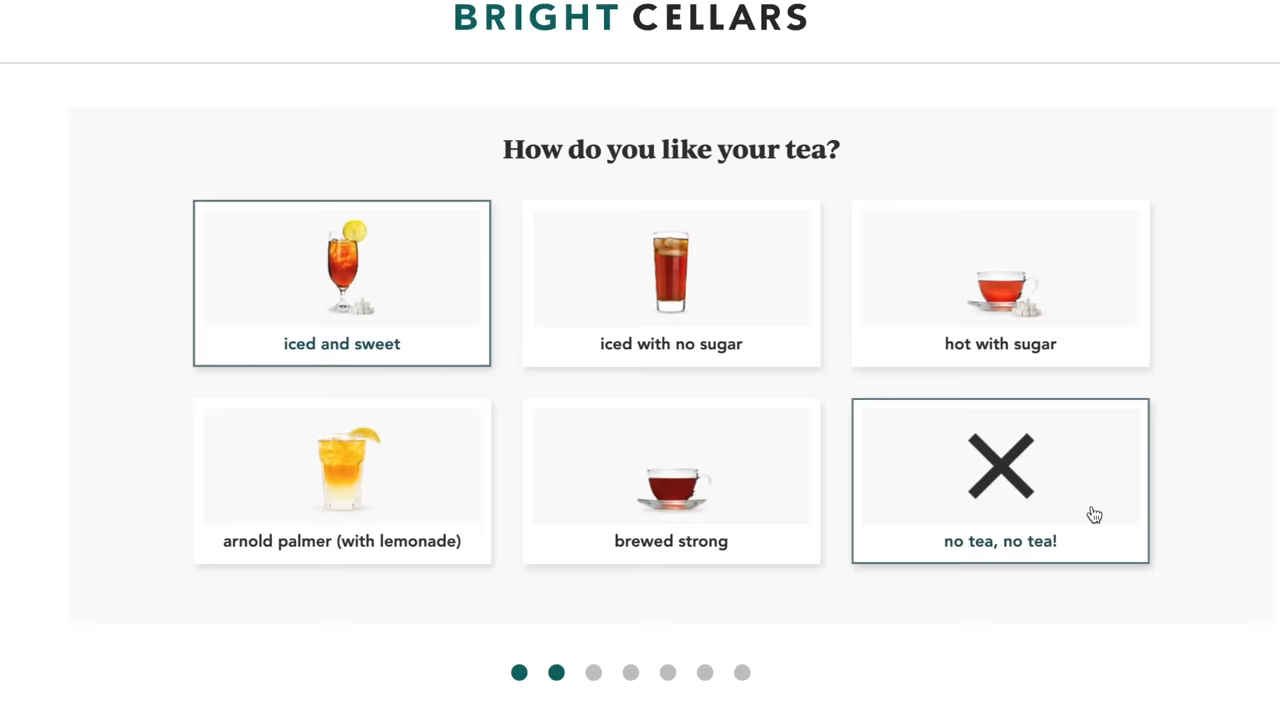 BRIGHT CELLARS
How do you like your tea?
iced and sweet
iced with no sugar
hot with sugar
arnold palmer (with lemonade)
brewed strong
no tea, no tea!